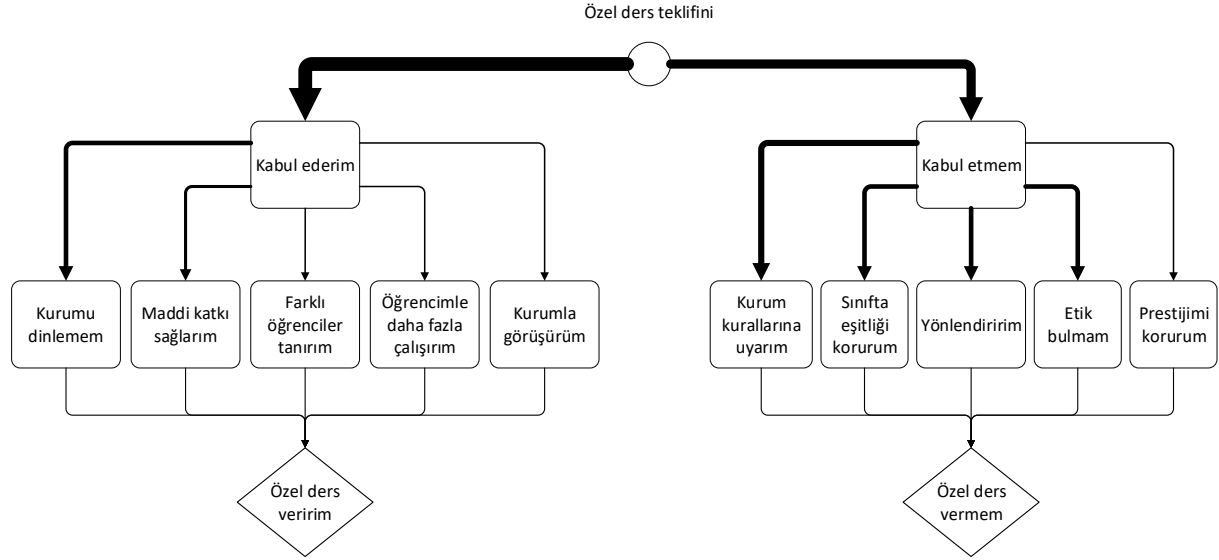 Özel ders teklifini
Kabul ederim
Kabul etmem
Kurumu
dinlemem
Maddi katkı
sağlarım
Farklı
öğrenciler
tanırım
Öğrencimle
daha fazla
çalışırım
Kurumla
görüşürüm
Kurum
kurallarına
uyarım
Sınıfta
eşitliği
korurum
Yönlendiririm
Etik
bulmam
Prestijimi
korurum
Özel ders
veririm
Özel ders
vermem